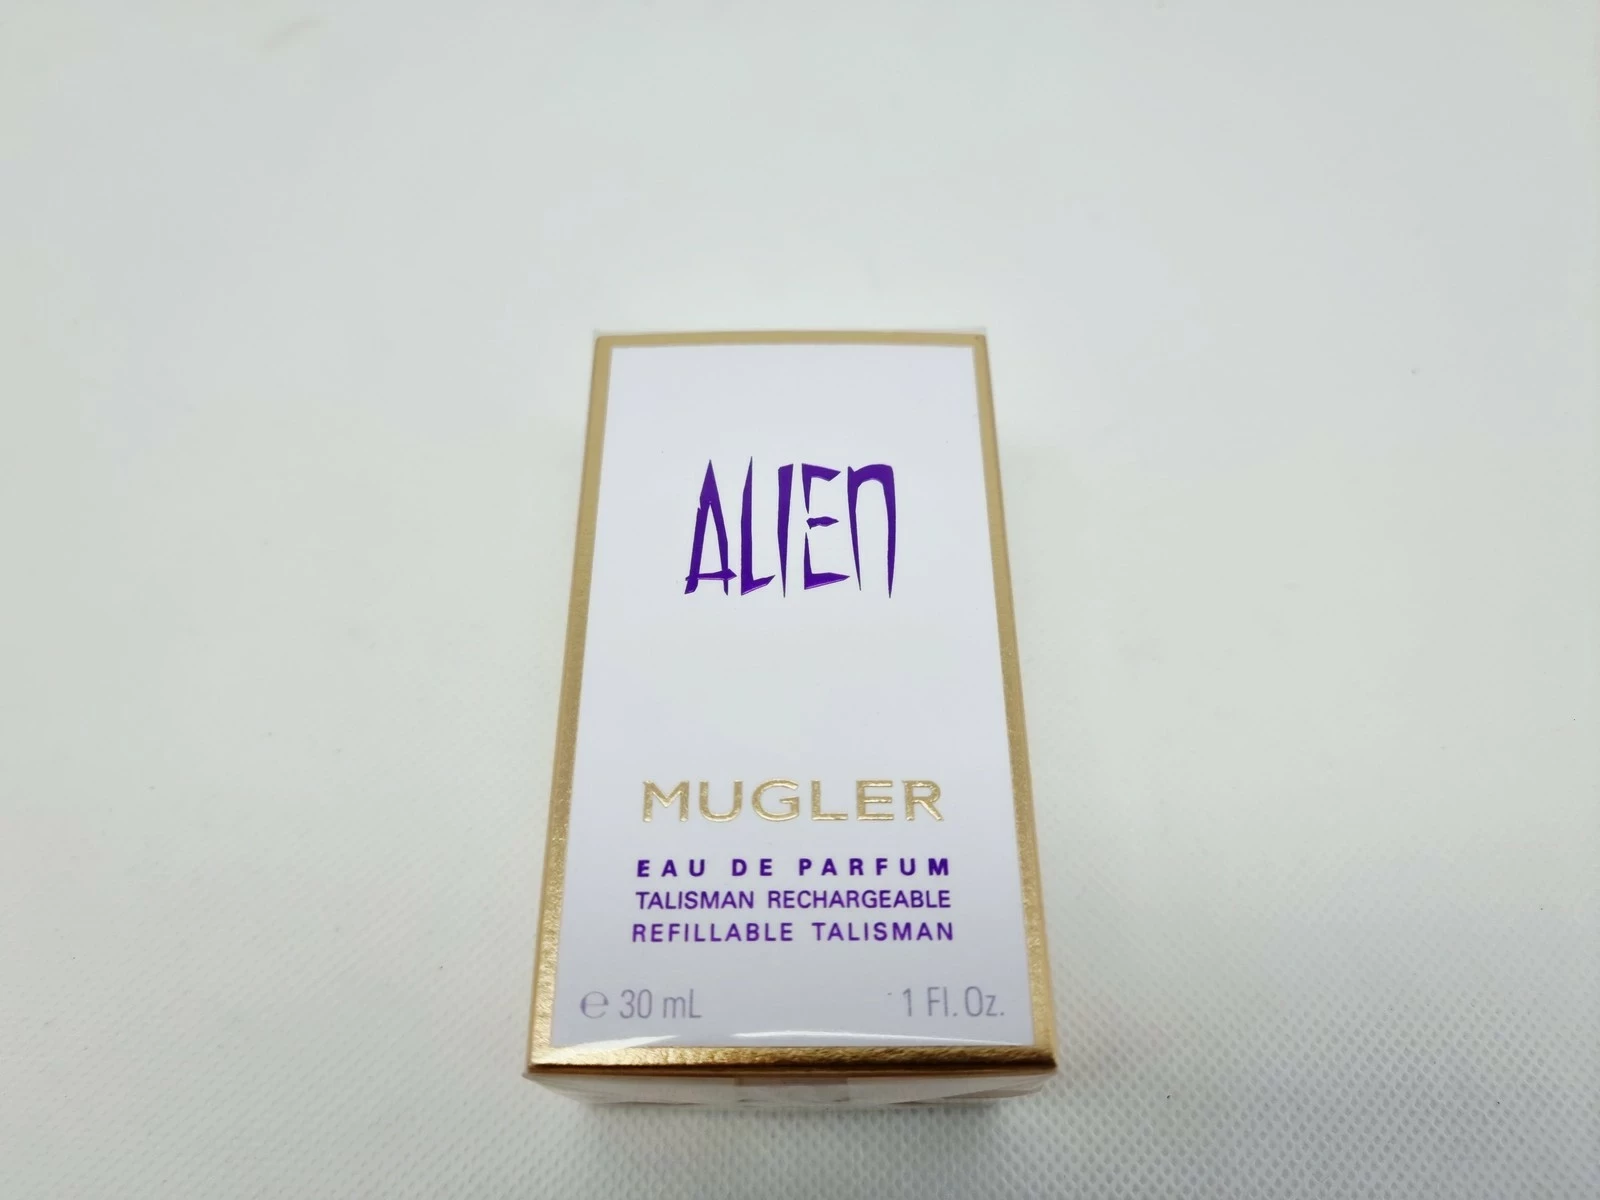 ALIEN
MUGLER
EAU DE PARFUM
TALISMAN RECHARGEABLE
REFILLABLE TALISMAN
℮ 30 mL 1 Fl. Oz.